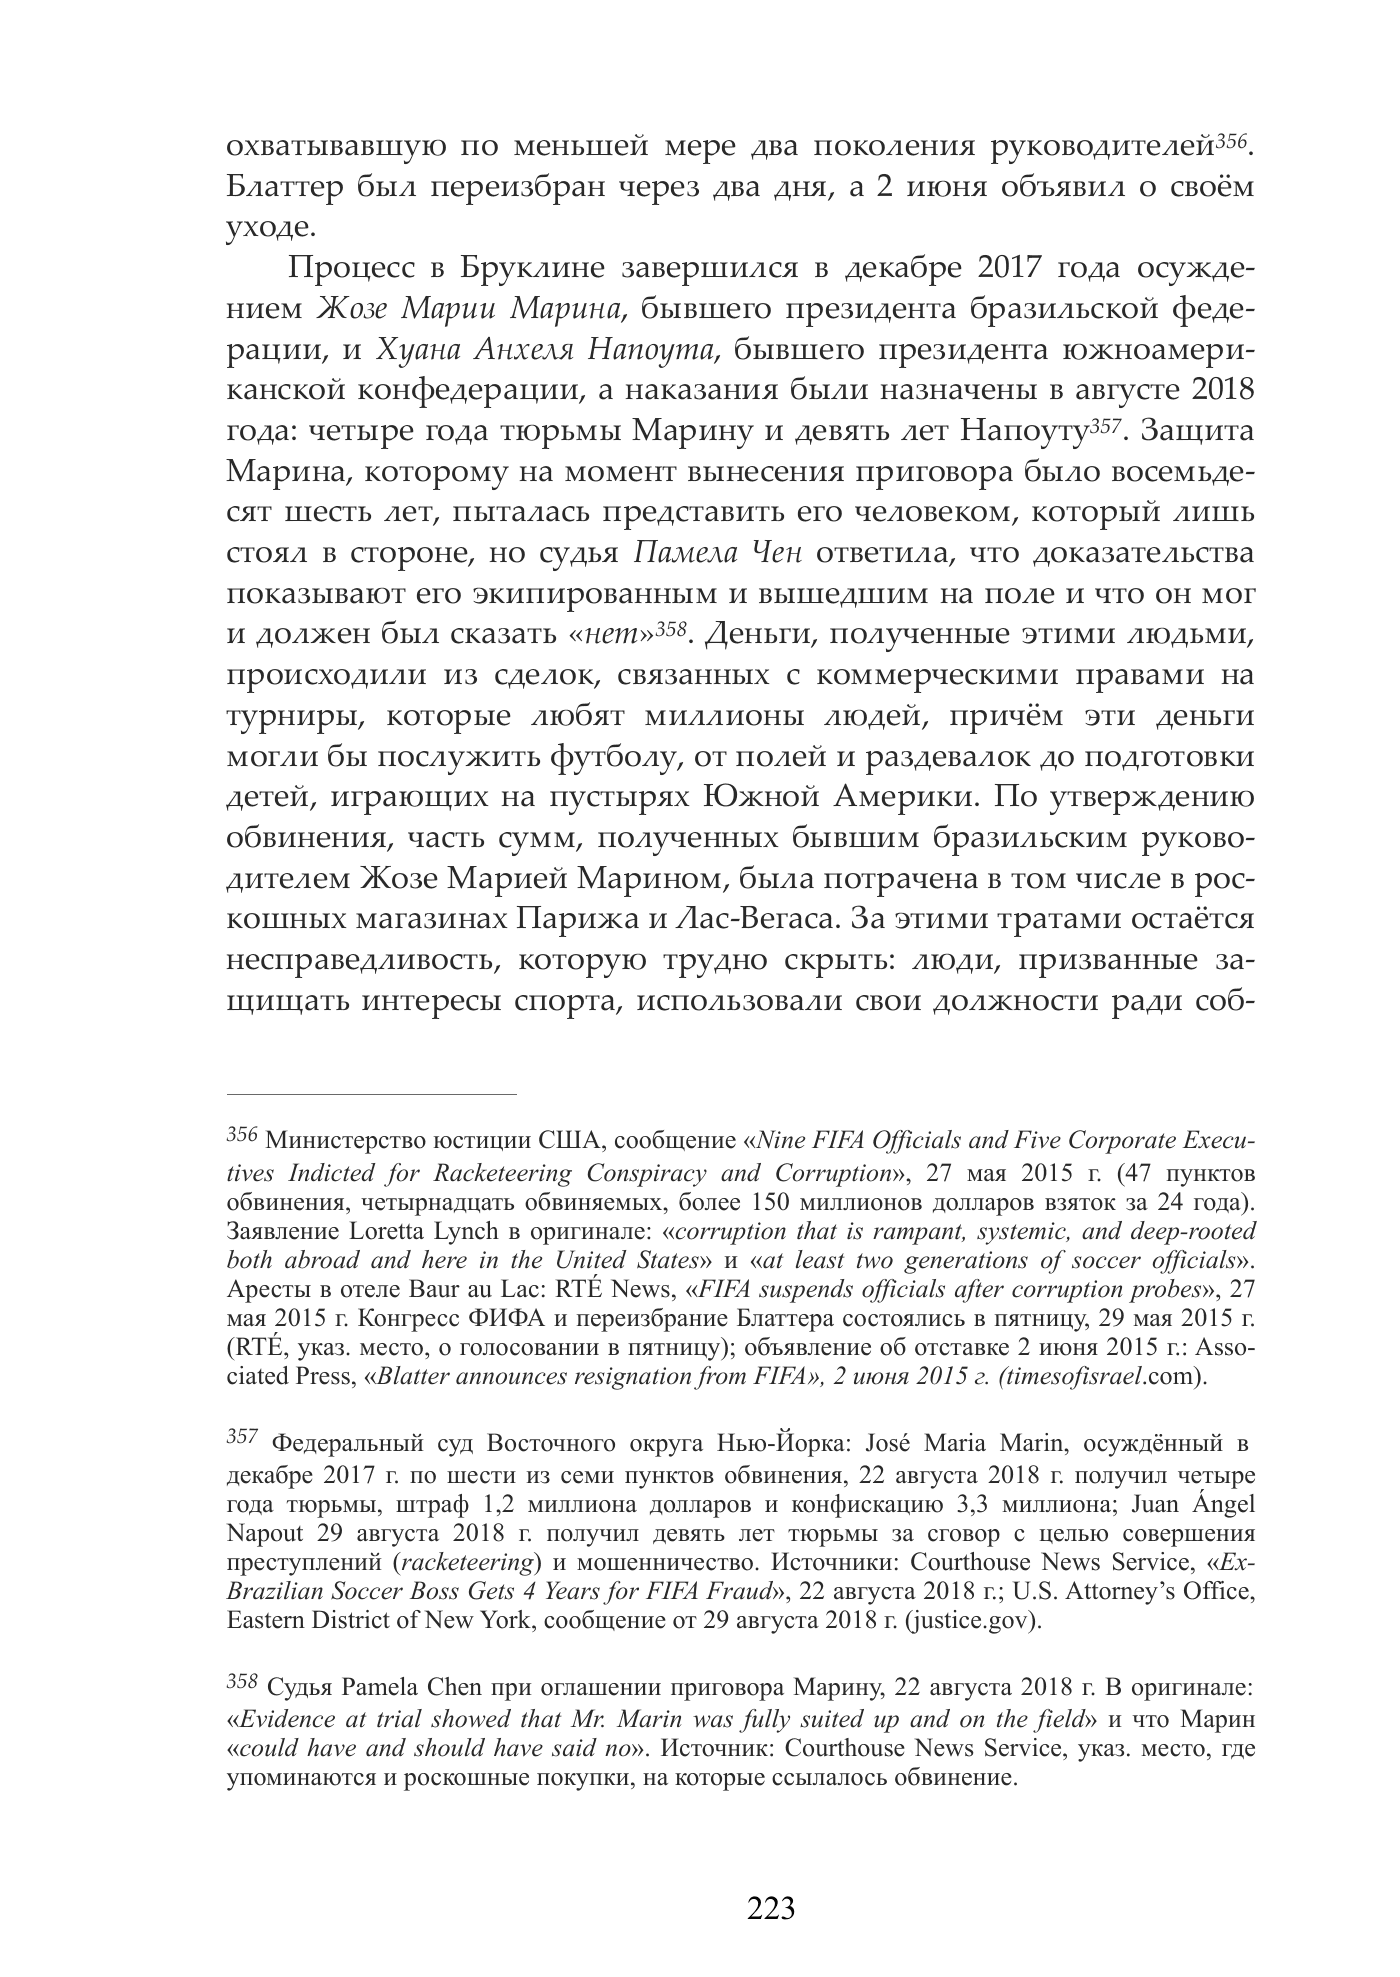 охватывавшую по меньшей мере два поколения руководителей356.
Блаттер был переизбран через два дня, а 2 июня объявил о своём
уходе.
Процесс в Бруклине завершился в декабре 2017 года осужде-
нием Жозе Марии Марина, бывшего президента бразильской феде-
рации, и Хуана Анхеля Напоута, бывшего президента южноамери-
канской конфедерации, а наказания были назначены в августе 2018
года: четыре года тюрьмы Марину и девять лет Напоуту357. Защита
Марина, которому на момент вынесения приговора было восемьде-
сят шесть лет, пыталась представить его человеком, который лишь
стоял в стороне, но судья Памела Чен ответила, что доказательства
показывают его экипированным и вышедшим на поле и что он мог
и должен был сказать «нет»358. Деньги, полученные этими людьми,
происходили из сделок, связанных с коммерческими правами на
турниры, которые любят миллионы людей, причём эти деньги
могли бы послужить футболу, от полей и раздевалок до подготовки
детей, играющих на пустырях Южной Америки. По утверждению
обвинения, часть сумм, полученных бывшим бразильским руково-
дителем Жозе Марией Марином, была потрачена в том числе в рос-
кошных магазинах Парижа и Лас-Вегаса. За этими тратами остаётся
несправедливость, которую трудно скрыть: люди, призванные за-
щищать интересы спорта, использовали свои должности ради соб-
356 Министерство юстиции США, сообщение «Nine FIFA Officials and Five Corporate Execu-
tives Indicted for Racketeering Conspiracy and Corruption», 27 мая 2015 г. (47 пунктов
обвинения, четырнадцать обвиняемых, более 150 миллионов долларов взяток за 24 года).
Заявление Loretta Lynch в оригинале: «corruption that is rampant, systemic, and deep-rooted
both abroad and here in the United States» и «at least two generations of soccer officials».
Аресты в отеле Baur au Lac: RTÉ News, «FIFA suspends officials after corruption probes», 27
мая 2015 г. Конгресс ФИФА и переизбрание Блаттера состоялись в пятницу, 29 мая 2015 г.
(RTÉ, указ. место, о голосовании в пятницу); объявление об отставке 2 июня 2015 г.: Asso-
ciated Press, «Blatter announces resignation from FIFA», 2 июня 2015 г. (timesofisrael.com).
357 Федеральный суд Восточного округа Нью-Йорка: José Maria Marin, осуждённый в
декабре 2017 г. по шести из семи пунктов обвинения, 22 августа 2018 г. получил четыре
года тюрьмы, штраф 1,2 миллиона долларов и конфискацию 3,3 миллиона; Juan Ángel
Napout 29 августа 2018 г. получил девять лет тюрьмы за сговор с целью совершения
преступлений (racketeering) и мошенничество. Источники: Courthouse News Service, «Ex-
Brazilian Soccer Boss Gets 4 Years for FIFA Fraud», 22 августа 2018 г.; U.S. Attorney’s Office,
Eastern District of New York, сообщение от 29 августа 2018 г. (justice.gov).
358 Судья Pamela Chen при оглашении приговора Марину, 22 августа 2018 г. В оригинале:
«Evidence at trial showed that Mr. Marin was fully suited up and on the field» и что Марин
«could have and should have said no». Источник: Courthouse News Service, указ. место, где
упоминаются и роскошные покупки, на которые ссылалось обвинение.
223